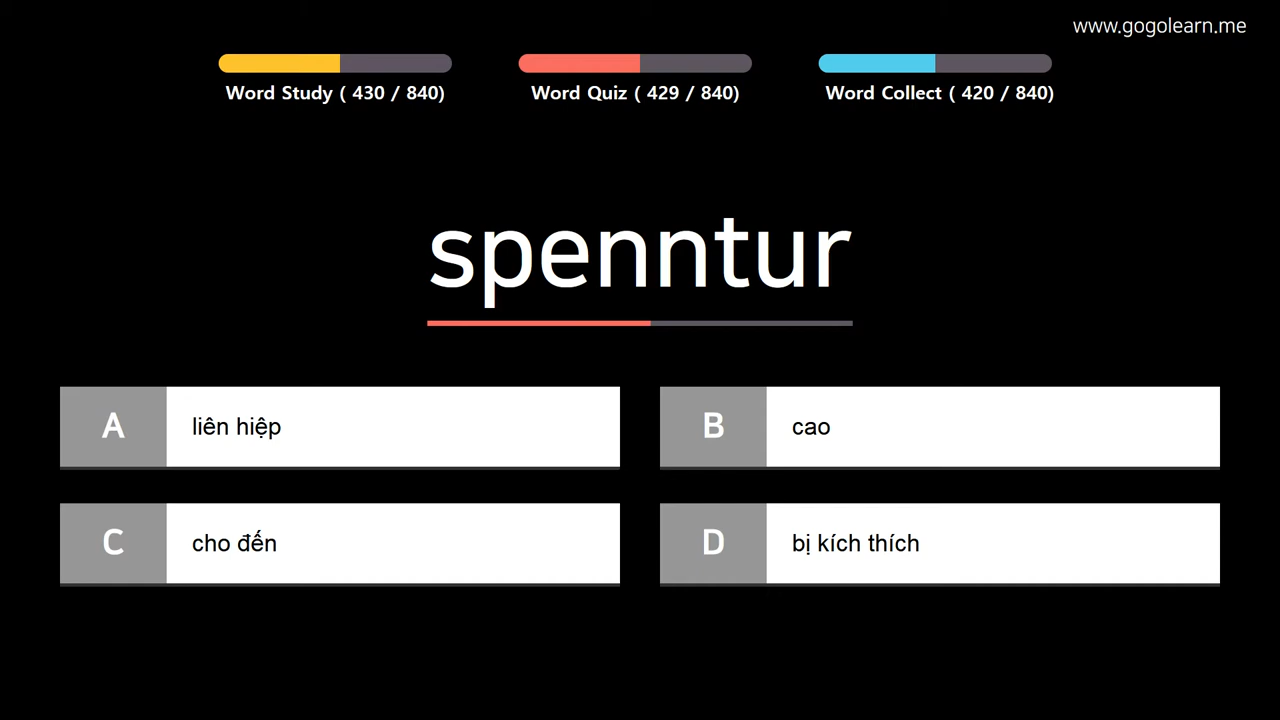 www.gogolearn.me
Word Study ( 430 / 840)
Word Quiz ( 429 / 840)
Word Collect ( 420 / 840)
spenntur
A liên hiệp
B cao
C cho đến
D bị kích thích